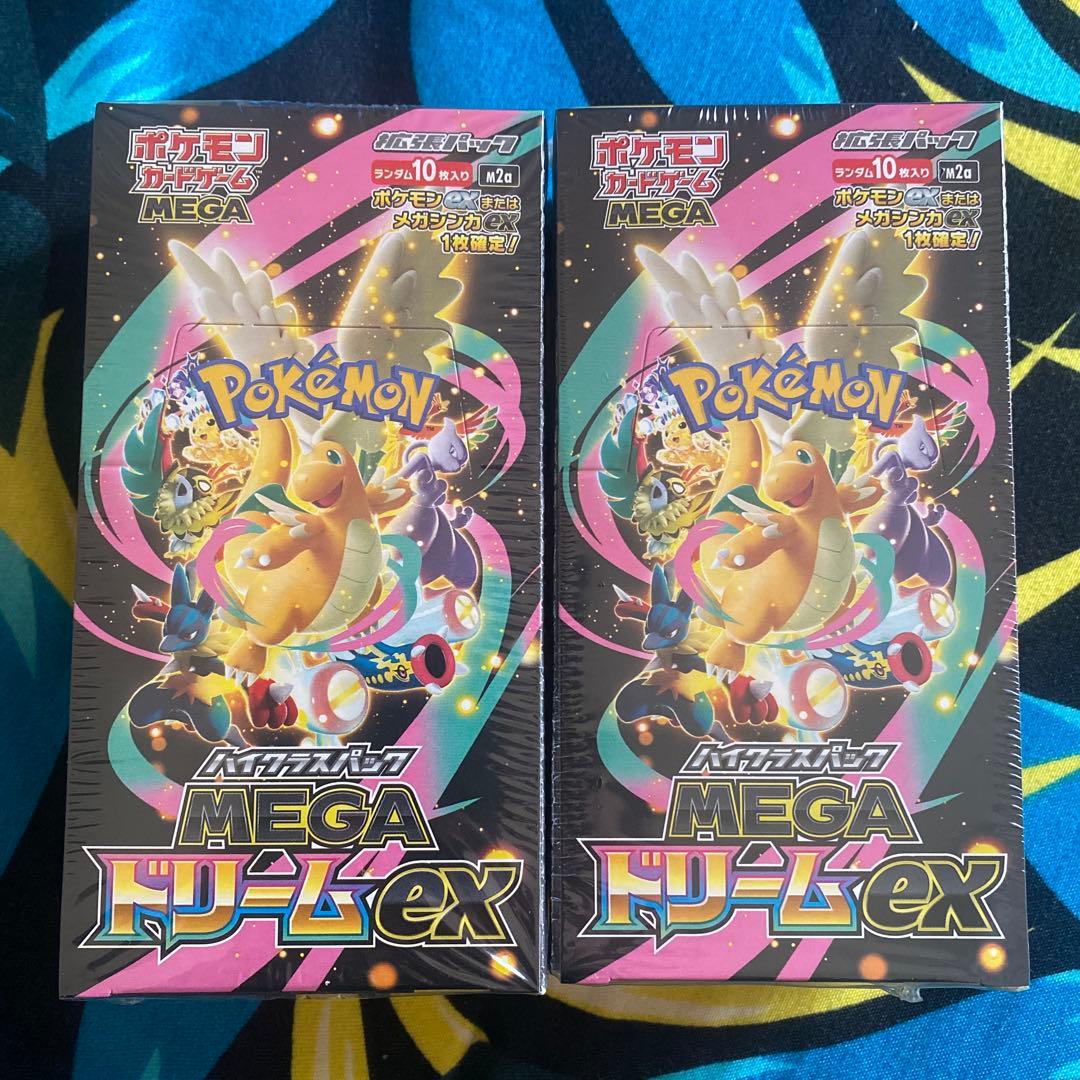 ポケモン
カードゲーム
MEGA
拡張パック
ランダム10枚入り
M2a
ポケモンexまたは
メガシンカex
1枚確定！
POKéMON
TM
ハイクラスパック
MEGA
ドリームex
ポケモン
カードゲーム
MEGA
拡張パック
ランダム10枚入り
M2a
ポケモンexまたは
メガシンカex
1枚確定！
POKéMON
TM
ハイクラスパック
MEGA
ドリームex